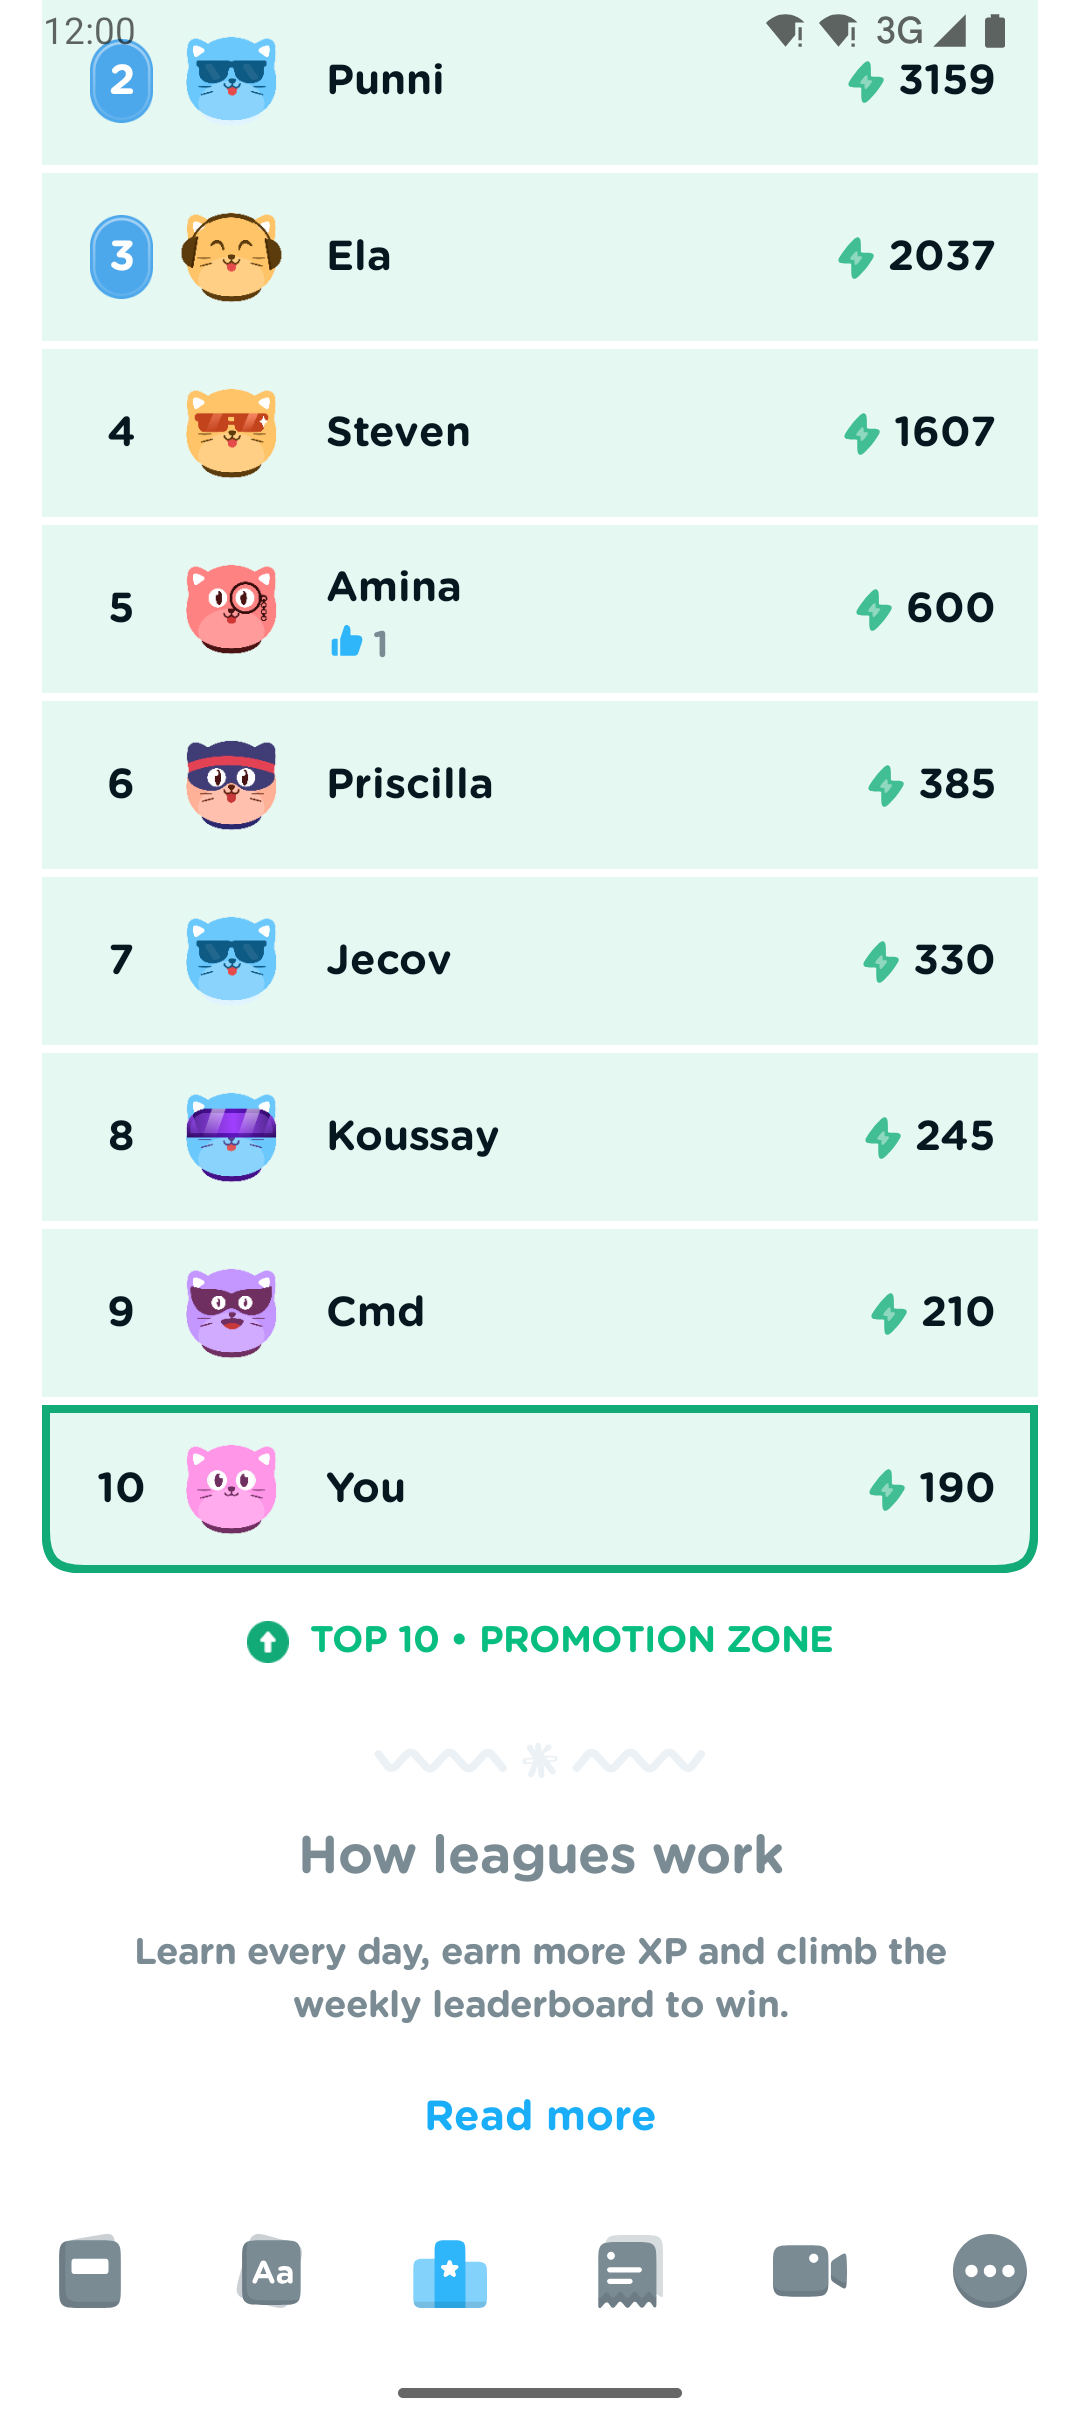 12:00
3G
2
Punni
3159
3
Ela
2037
4
Steven
1607
5
Amina
1
600
6
Priscilla
385
7
Jecov
330
8
Koussay
245
9
Cmd
210
10
You
190
TOP 10 • PROMOTION ZONE
How leagues work
Learn every day, earn more XP and climb the
weekly leaderboard to win.
Read more
Aa